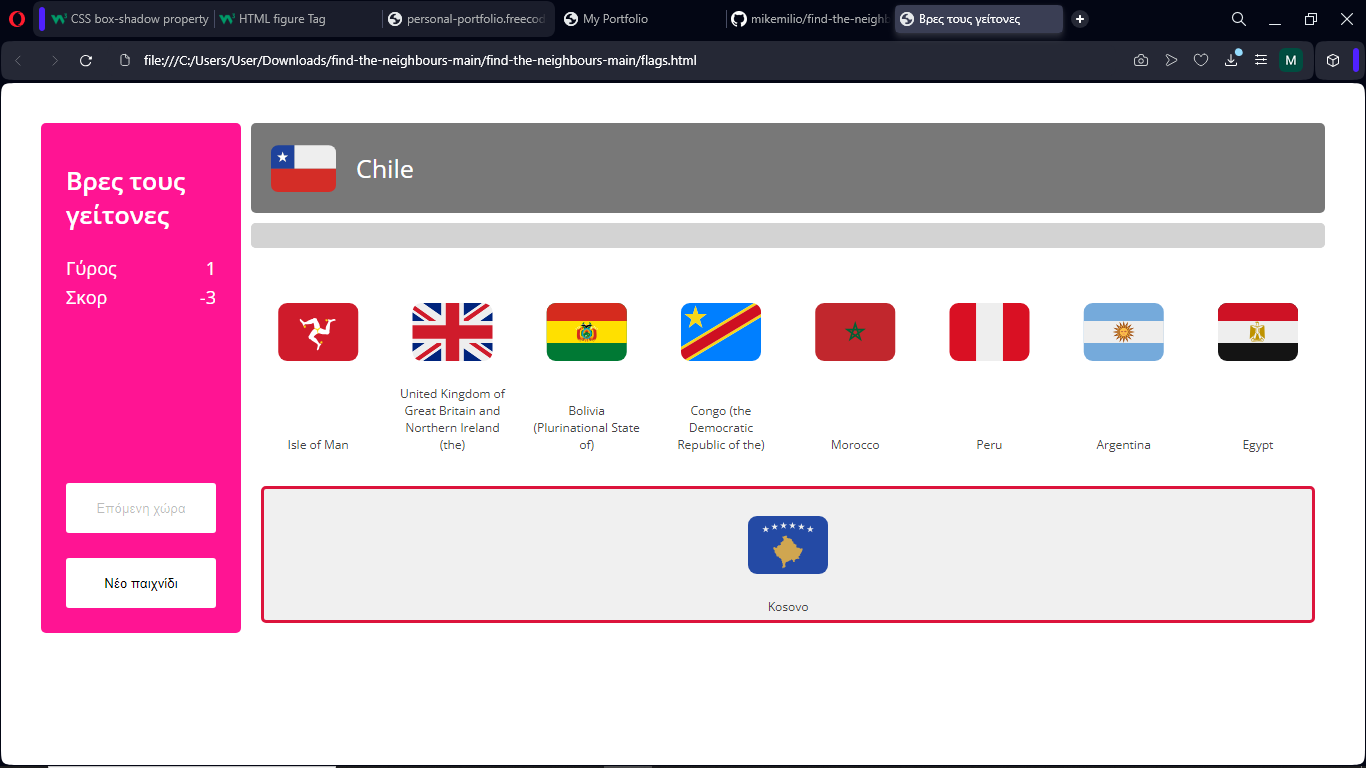 CSS box-shadow property
HTML figure Tag
personal-portfolio.freecod
My Portfolio
mikemilio/find-the-neighb
Βρες τους γείτονες
file:///C:/Users/User/Downloads/find-the-neighbours-main/find-the-neighbours-main/flags.html
M
Βρες τους
γείτονες
Γύρος 1
Σκορ -3
Επόμενη χώρα
Νέο παιχνίδι
Chile
Isle of Man
United Kingdom of
Great Britain and
Northern Ireland
(the)
Bolivia
(Plurinational State
of)
Congo (the
Democratic
Republic of the)
Morocco
Peru
Argentina
Egypt
Kosovo